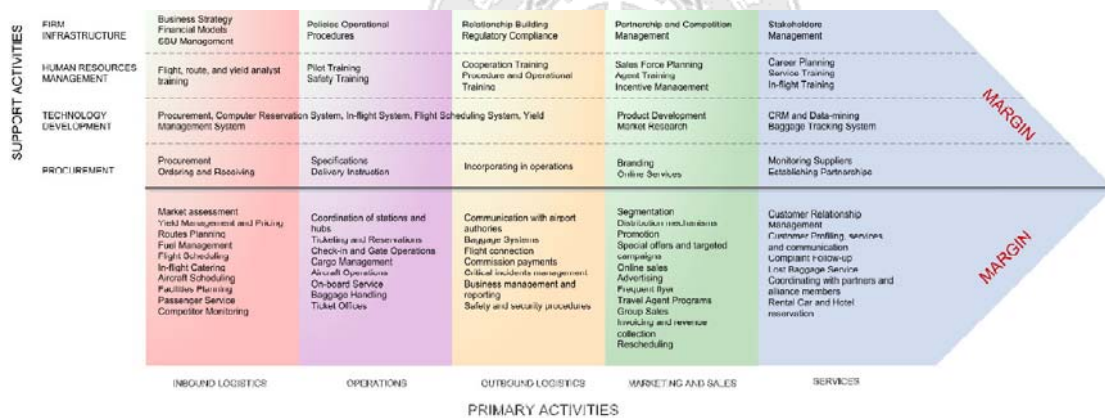 SUPPORT ACTIVITIES
FIRM
INFRASTRUCTURE
Business Strategy
Financial Models
SBU Management
Policies Operational
Procedures
Relationship Building
Regulatory Compliance
Partnership and Competition
Management
Stakeholders
Management
HUMAN RESOURCES
MANAGEMENT
Flight, route, and yield analyst
training
Pilot Training
Safety Training
Cooperation Training
Procedure and Operational
Training
Sales Force Planning
Agent Training
Incentive Management
Career Planning
Service Training
In-flight Training
TECHNOLOGY
DEVELOPMENT
Procurement, Computer Reservation System, In-flight System, Flight Scheduling System, Yield
Management System
Product Development
Market Research
CRM and Data-mining
Baggage Tracking System
PROCUREMENT
Procurement
Ordering and Receiving
Specifications
Delivery Instruction
Incorporating in operations
Branding
Online Services
Monitoring Suppliers
Establishing Partnerships
MARGIN
Market assessment
Yield Management and Pricing
Routes Planning
Fuel Management
Flight Scheduling
In-flight Catering
Aircraft Scheduling
Facilities Planning
Passenger Service
Competitor Monitoring
Coordination of stations and
hubs
Ticketing and Reservations
Check-in and Gate Operations
Cargo Management
Aircraft Operations
On-board Service
Baggage Handling
Ticket Offices
Communication with airport
authories
Baggage Systems
Flight connection
Commission payments
Critical incidents management
Business management and
reporting
Safety and security procedures
Segmentation
Distribution mechanisms
Promotion
Special offers and targeted
campaigns
Online sales
Advertising
Frequent flyer
Travel Agent Programs
Group Sales
Invoicing and revenue
collection
Rescheduling
Customer Relationship
Management
Customer Profiling, services
and communication
Complaint Follow-up
Lost Baggage Service
Coordinating with partners and
alliance members
Rental Car and Hotel
reservation
MARGIN
INBOUND LOGISTICS
OPERATIONS
OUTBOUND LOGISTICS
MARKETING AND SALES
SERVICES
PRIMARY ACTIVITIES